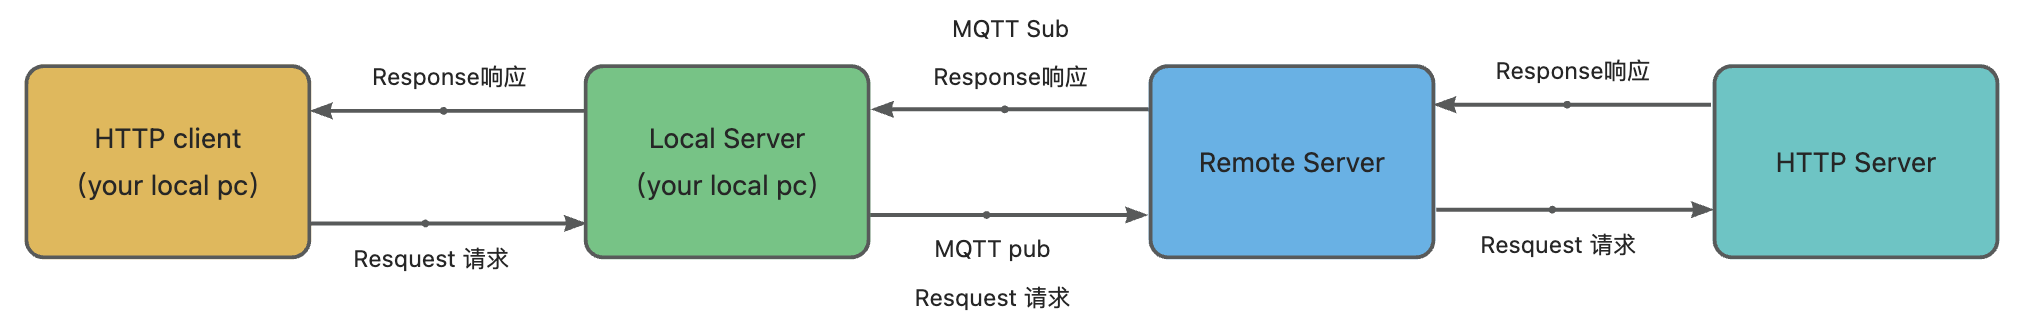 MQTT Sub
Response响应
Response响应
Response响应
HTTP client
（your local pc）
Local Server
（your local pc）
Remote Server
HTTP Server
Resquest 请求
MQTT pub
Resquest 请求
Resquest 请求